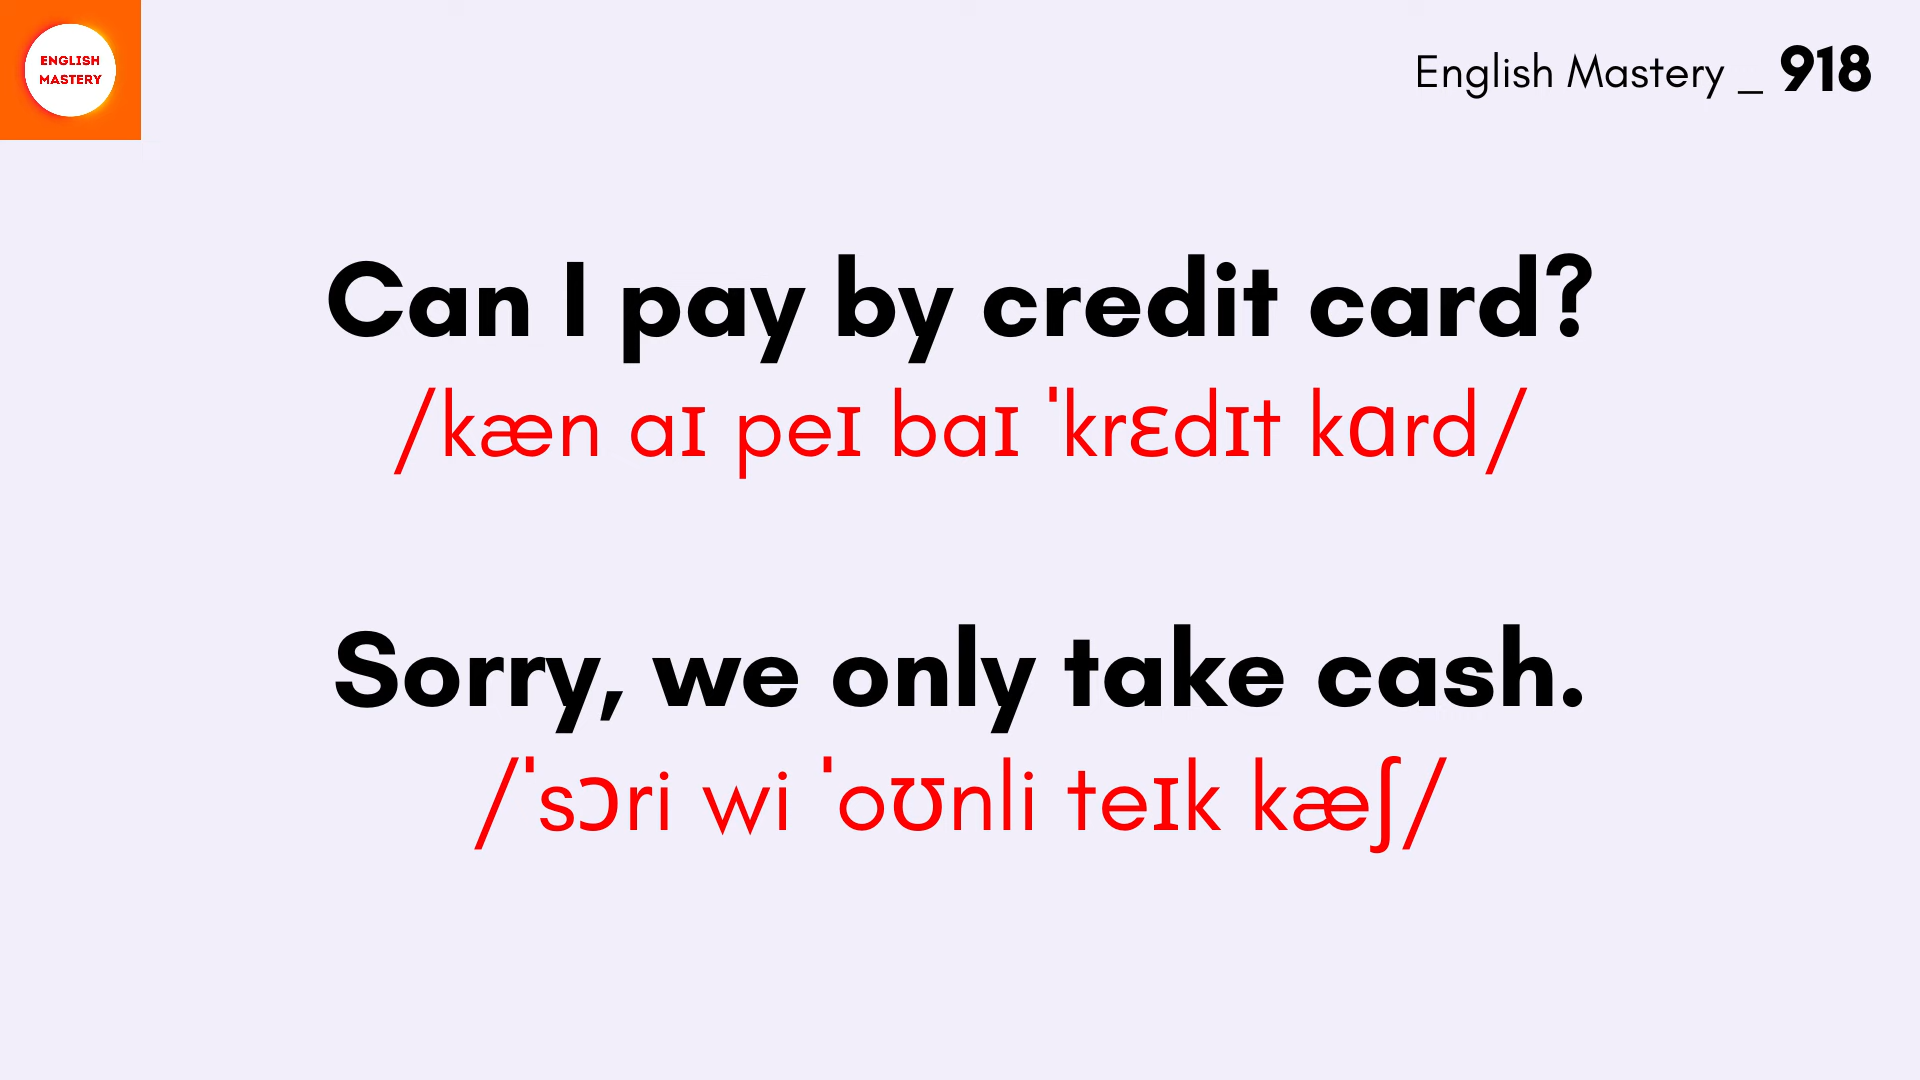 ENGLISH
MASTERY
English Mastery _ 918
Can I pay by credit card?
/kæn aɪ peɪ baɪ ˈkrɛdɪt kɑrd/
Sorry, we only take cash.
/ˈsɔri wi ˈoʊnli teɪk kæʃ/